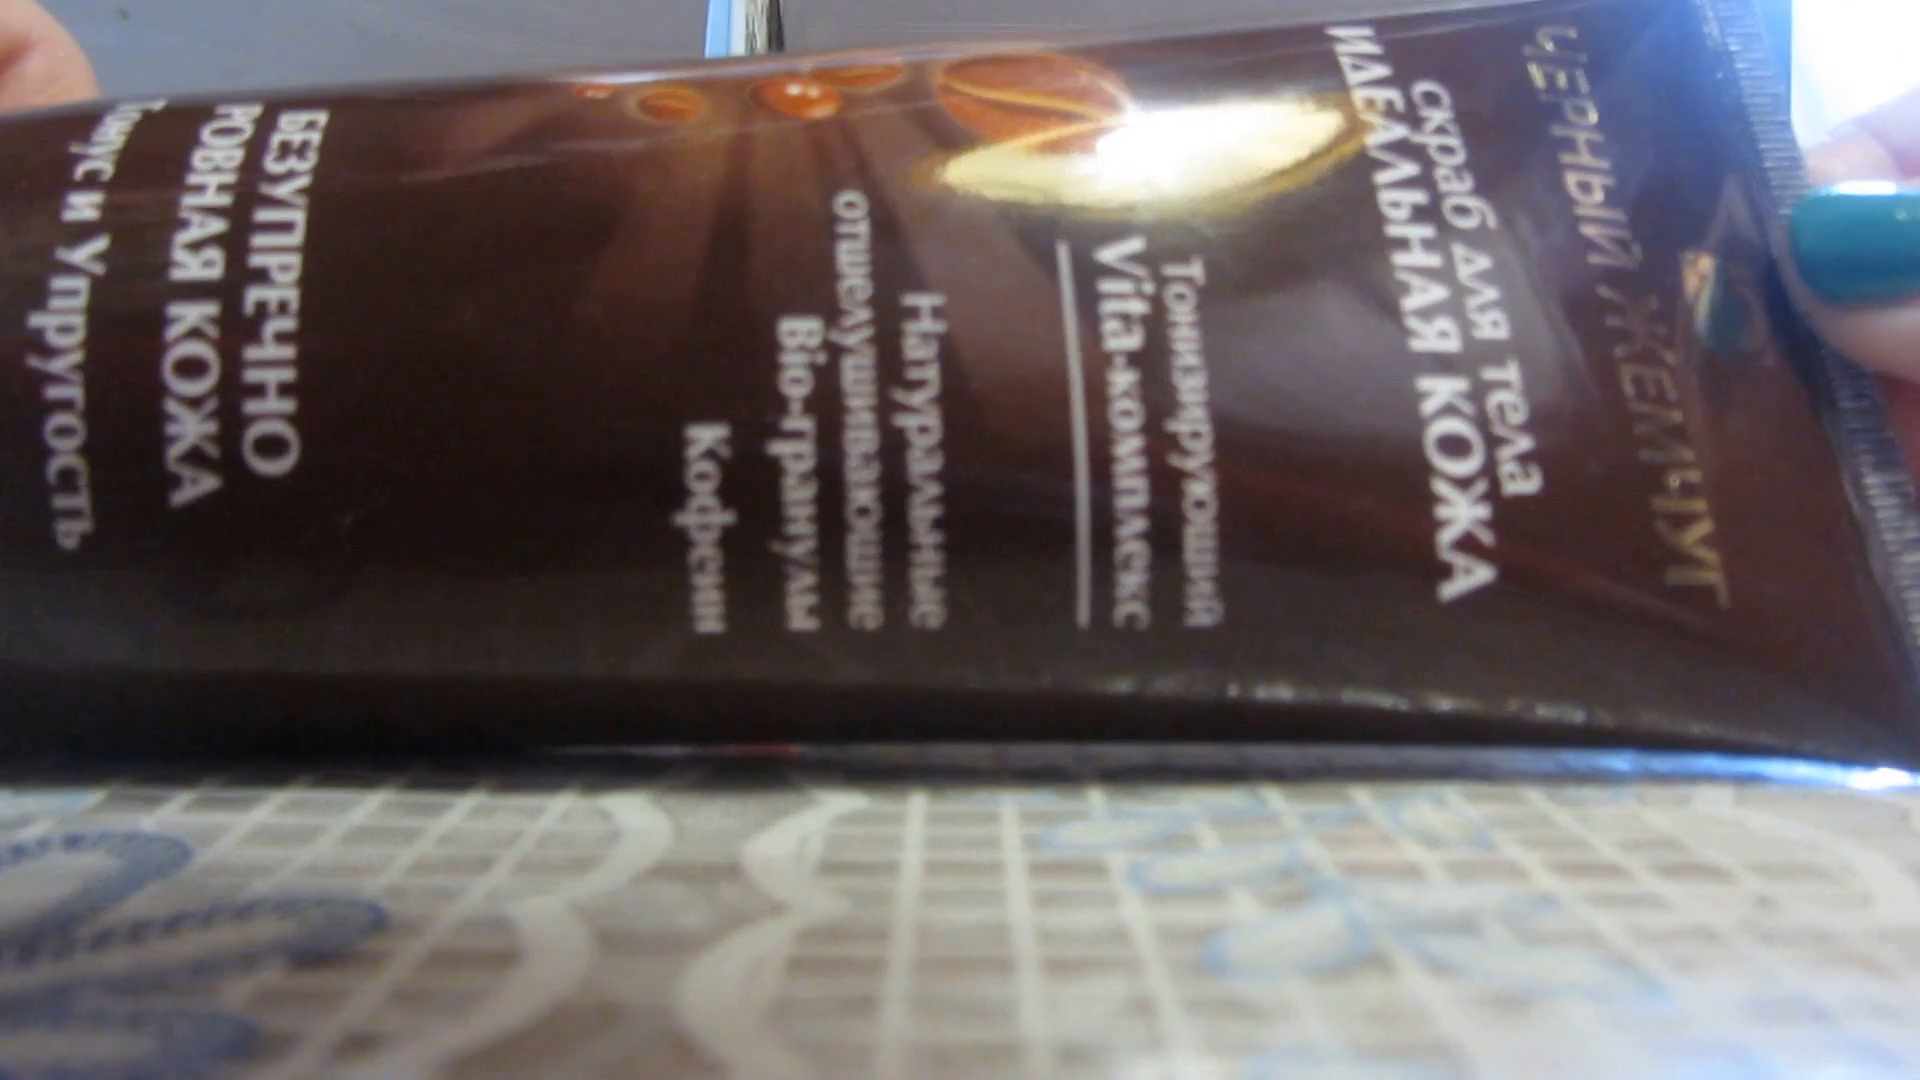 ЧЕРНЫЙ ЖЕМЧУГ
скраб для тела
ИДЕАЛЬНАЯ КОЖА
Тонизирующий
Vita-комплекс
Натуральные
отшелушивающие
Bio-гранулы
Кофеин
БЕЗУПРЕЧНО
РОВНАЯ КОЖА
Тонус и Упругость